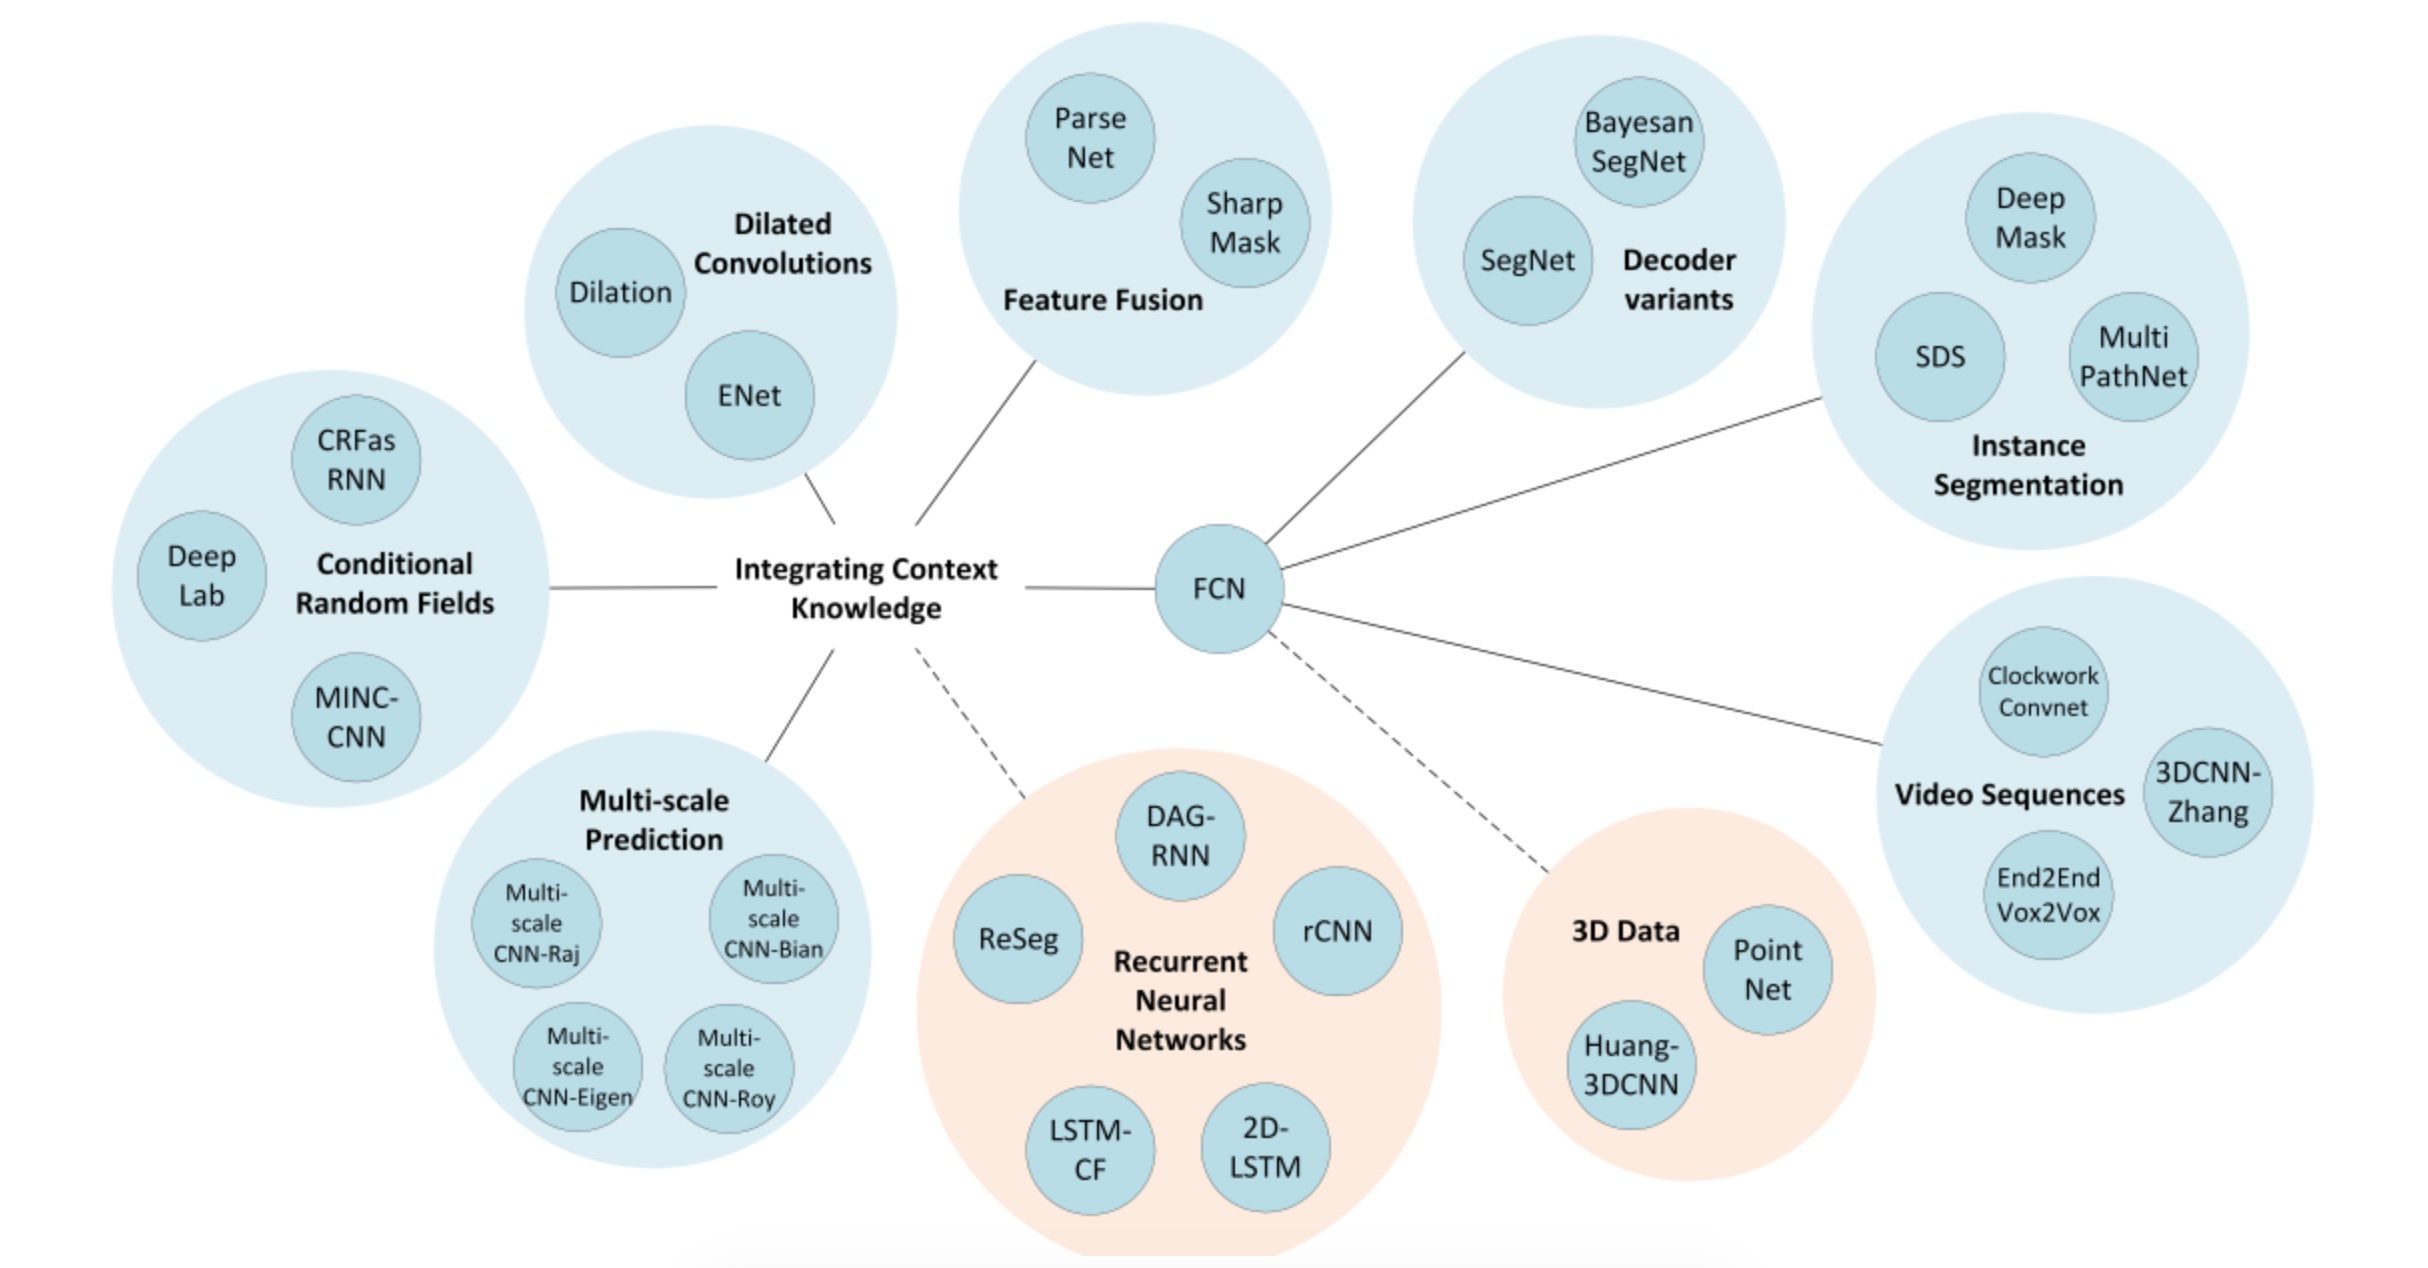 Parse
Net
Sharp
Mask
Feature Fusion
Bayesan
SegNet
SegNet
Decoder
variants
Deep
Mask
SDS
Multi
PathNet
Instance
Segmentation
Dilated
Convolutions
Dilation
ENet
CRFas
RNN
Deep
Lab
Conditional
Random Fields
MINC-
CNN
Integrating Context
Knowledge
FCN
Clockwork
Convnet
Video Sequences
3DCNN-
Zhang
End2End
Vox2Vox
Multi-scale
Prediction
Multi-
scale
CNN-Raj
Multi-
scale
CNN-Bian
Multi-
scale
CNN-Eigen
Multi-
scale
CNN-Roy
DAG-
RNN
ReSeg
rCNN
Recurrent
Neural
Networks
LSTM-
CF
2D-
LSTM
3D Data
Point
Net
Huang-
3DCNN